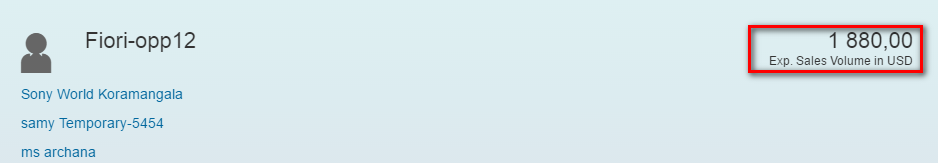 Fiori-opp12
1 880,00
Exp. Sales Volume in USD
Sony World Koramangala
samy Temporary-5454
ms archana